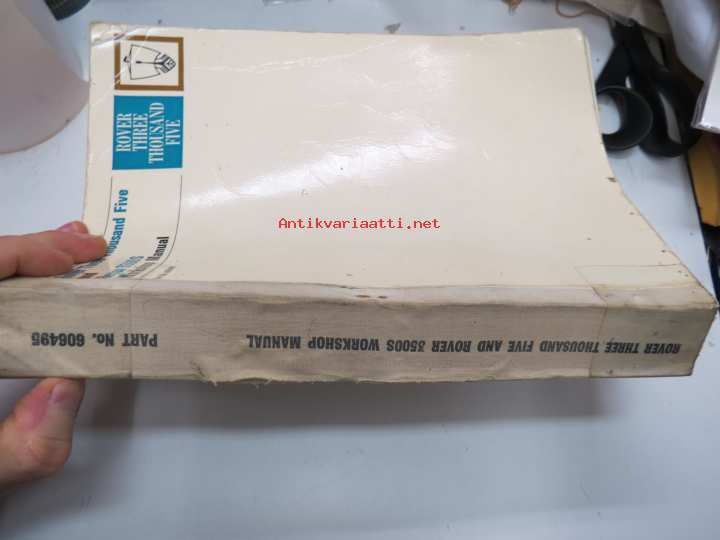 ROVER
THREE
THOUSAND
FIVE
Thousand Five
Manual
Antikvariaatti.net
ROVER THREE THOUSAND FIVE AND ROVER 3500S WORKSHOP MANUAL
PART No. 606495